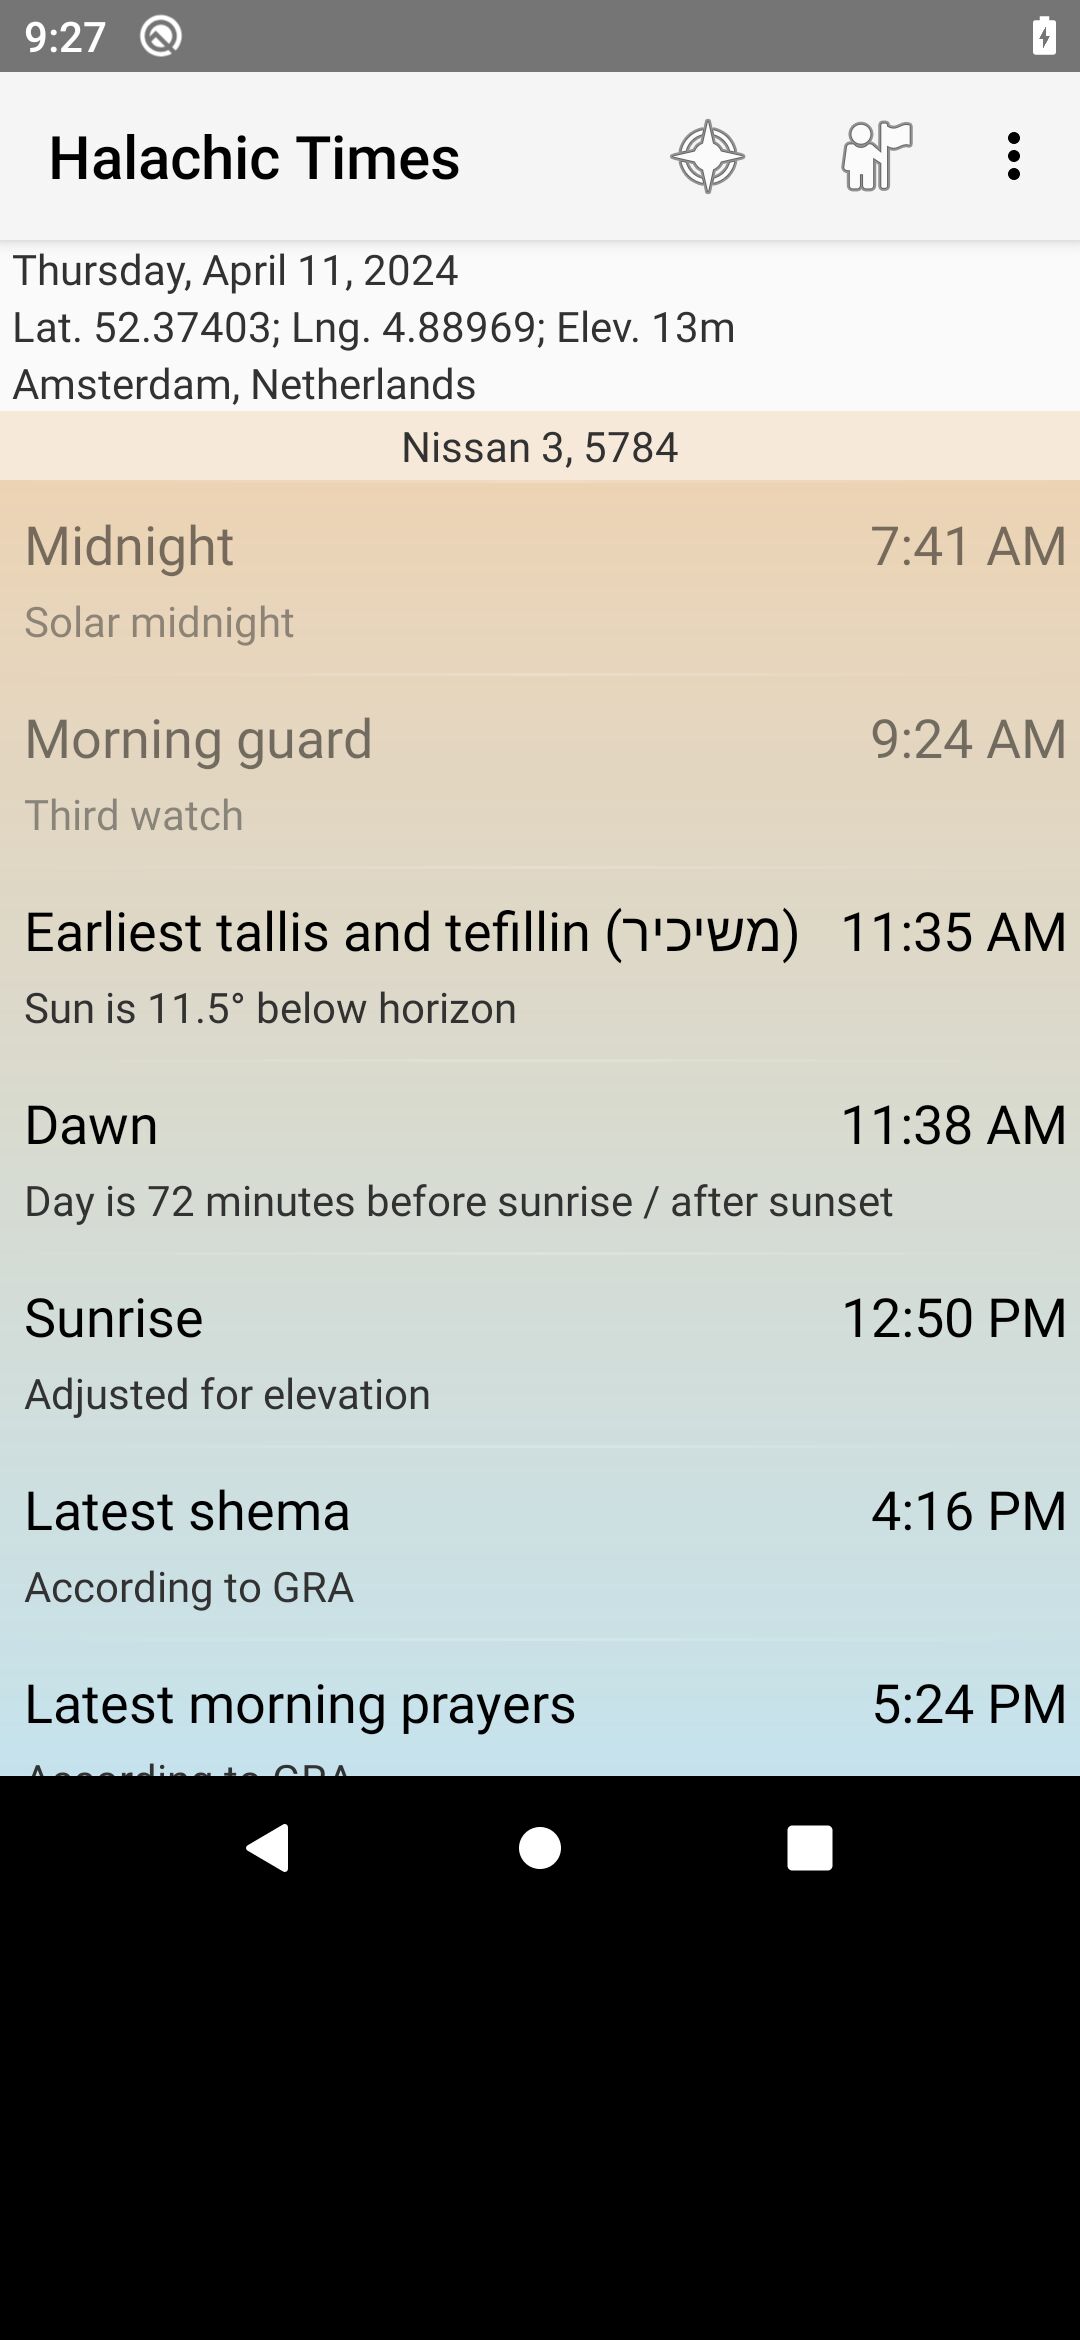 9:27
Halachic Times
Thursday, April 11, 2024
Lat. 52.37403; Lng. 4.88969; Elev. 13m
Amsterdam, Netherlands
Nissan 3, 5784
Midnight 7:41 AM
Solar midnight
Morning guard 9:24 AM
Third watch
Earliest tallis and tefillin (משיכיר) 11:35 AM
Sun is 11.5° below horizon
Dawn 11:38 AM
Day is 72 minutes before sunrise / after sunset
Sunrise 12:50 PM
Adjusted for elevation
Latest shema 4:16 PM
According to GRA
Latest morning prayers 5:24 PM
According to GRA